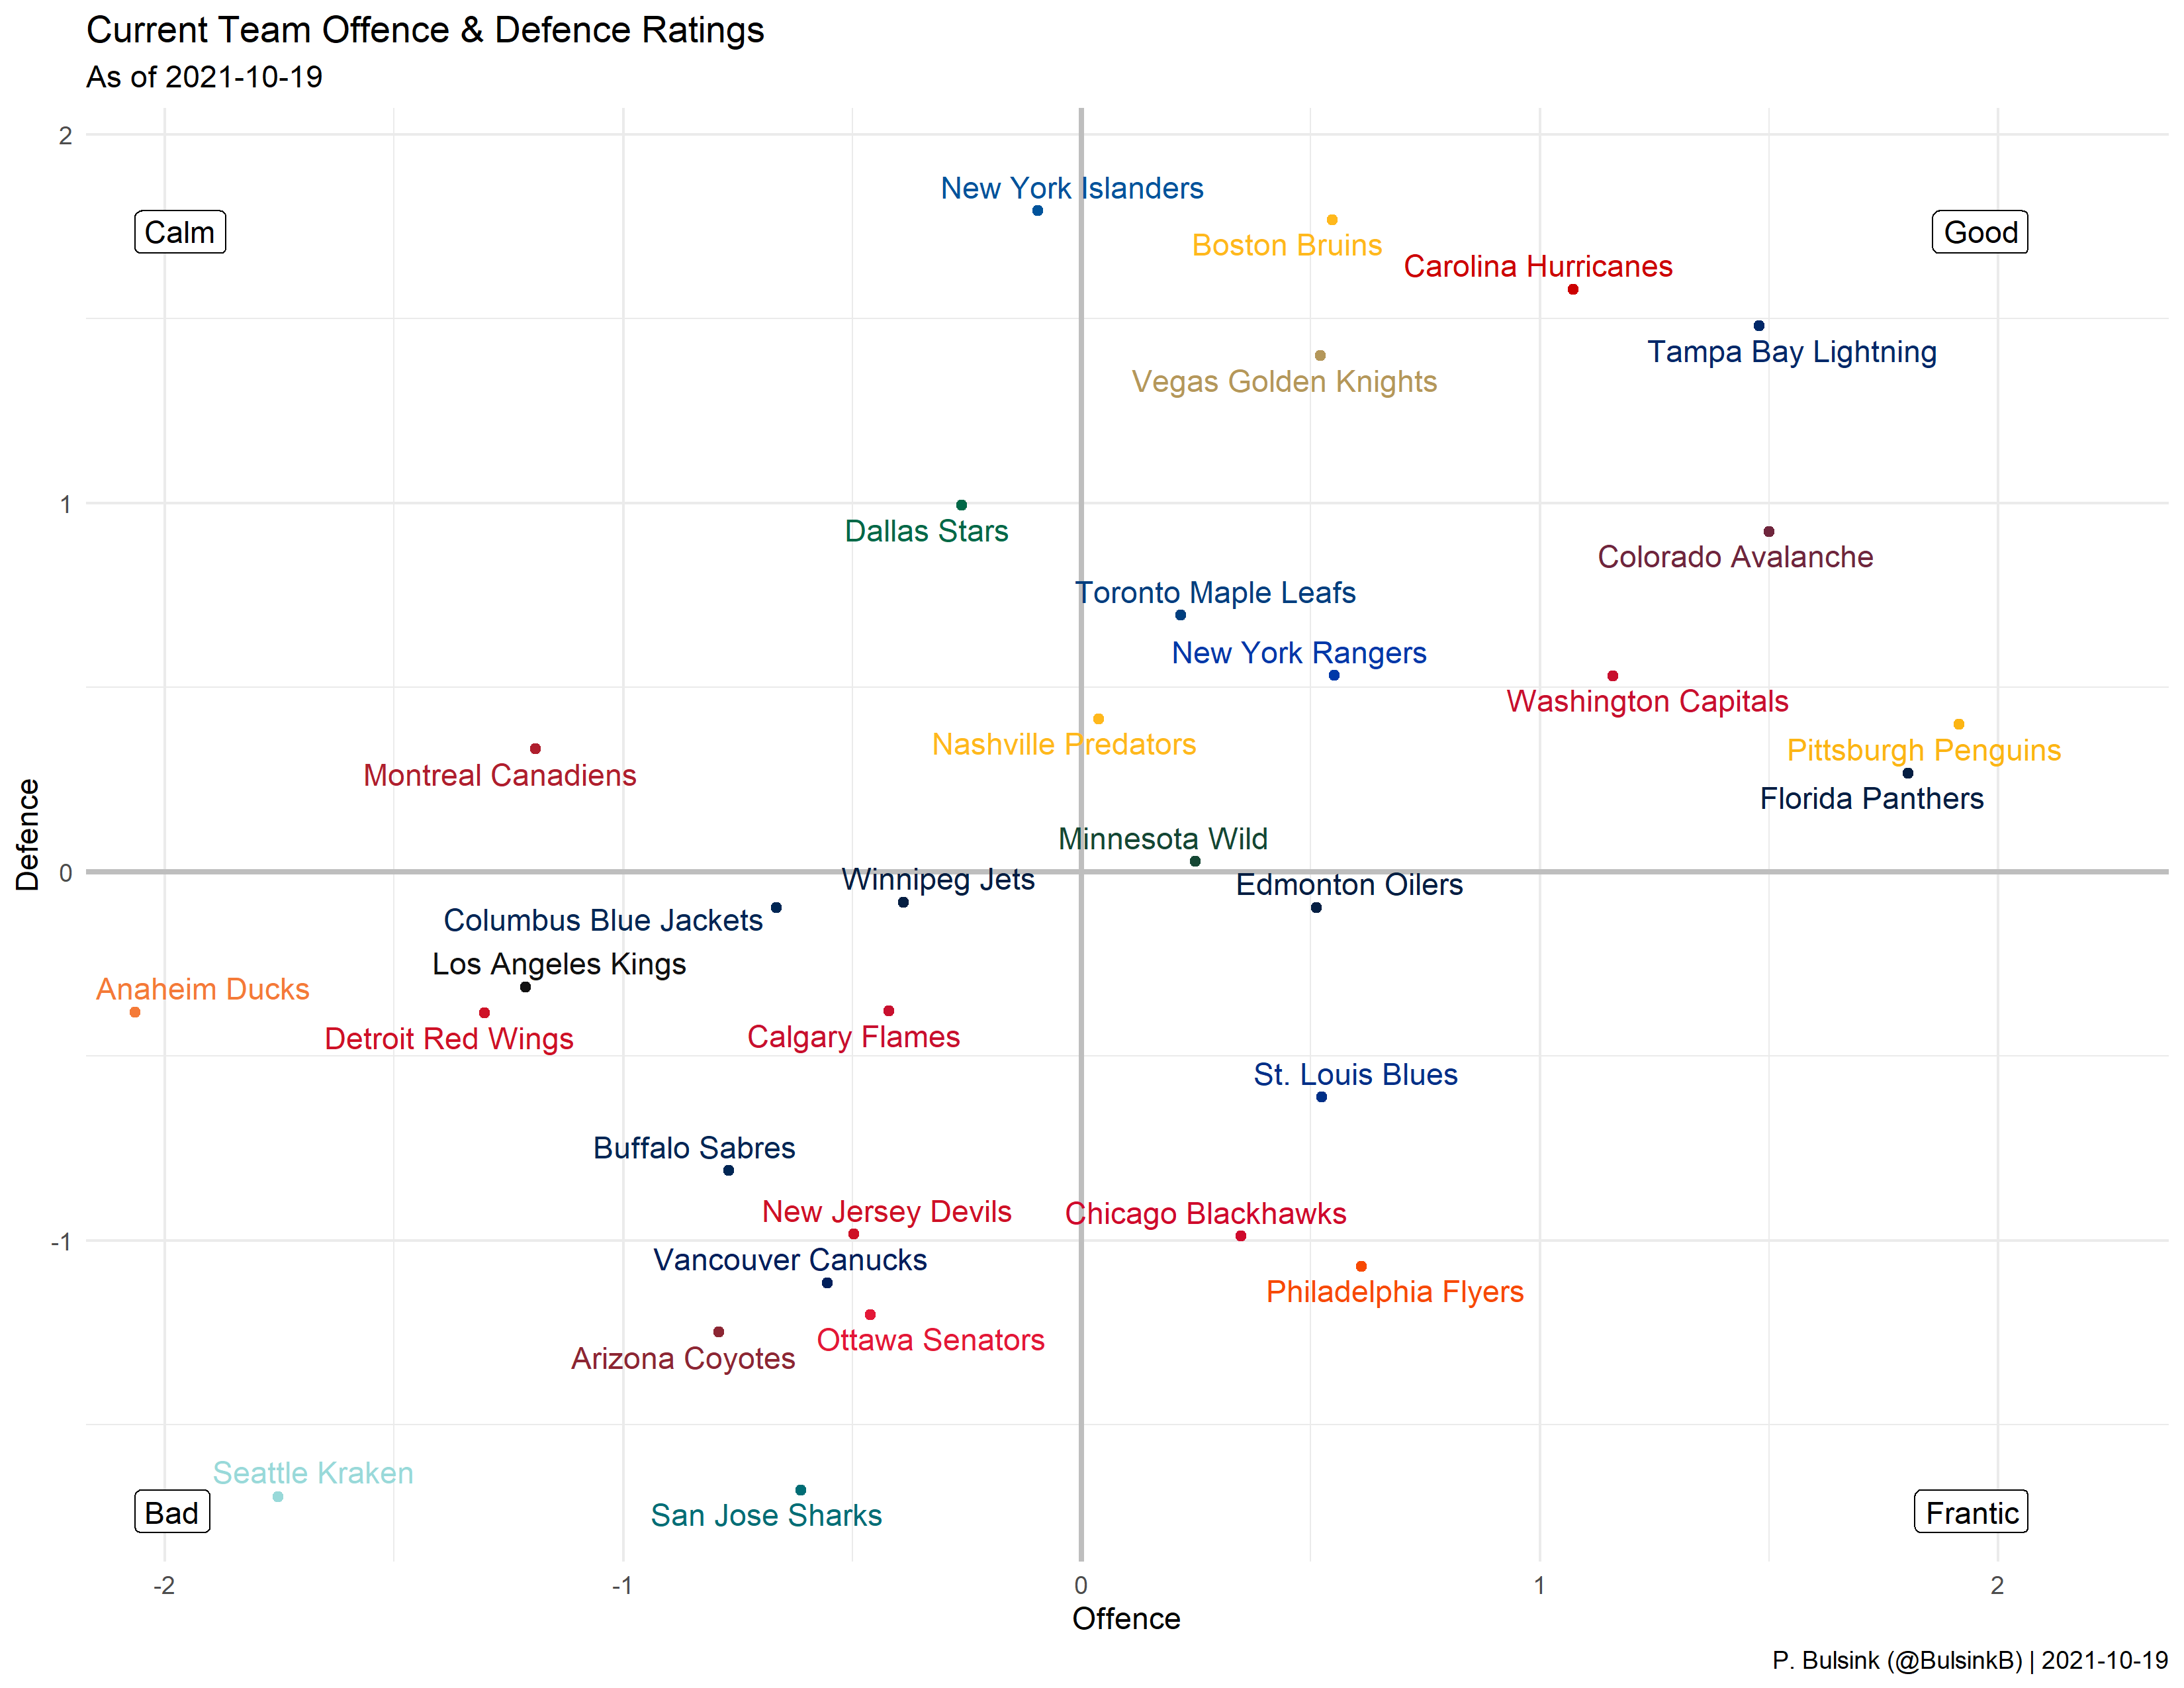 Current Team Offence & Defence Ratings
As of 2021-10-19
2
New York Islanders
Calm
Good
Boston Bruins
Carolina Hurricanes
Tampa Bay Lightning
Vegas Golden Knights
1
Dallas Stars
Colorado Avalanche
Toronto Maple Leafs
New York Rangers
Washington Capitals
Nashville Predators
Pittsburgh Penguins
Montreal Canadiens
Florida Panthers
Defence
Minnesota Wild
0
Winnipeg Jets
Edmonton Oilers
Columbus Blue Jackets
Los Angeles Kings
Anaheim Ducks
Detroit Red Wings
Calgary Flames
St. Louis Blues
Buffalo Sabres
New Jersey Devils
Chicago Blackhawks
-1
Vancouver Canucks
Philadelphia Flyers
Ottawa Senators
Arizona Coyotes
Seattle Kraken
Bad
San Jose Sharks
Frantic
-2
-1
0
1
2
Offence
P. Bulsink (@BulsinkB) | 2021-10-19